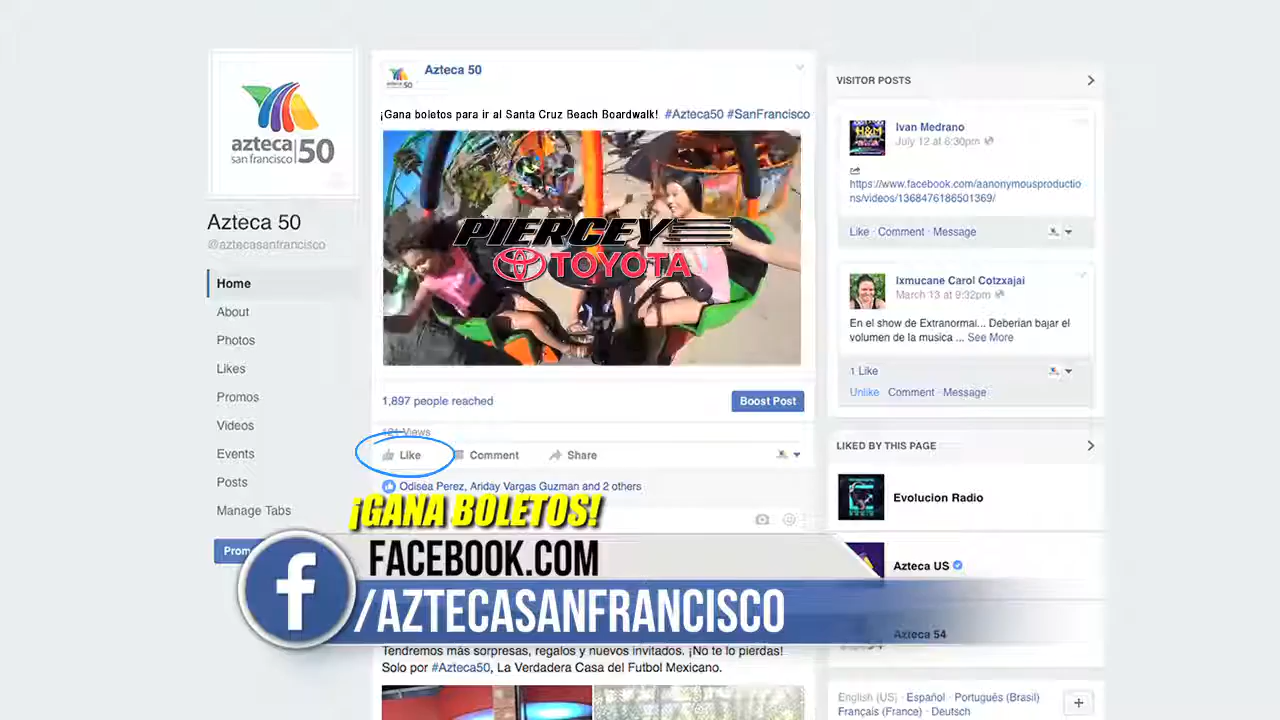 azteca
san francisco 50
Azteca 50
@aztecasanfrancisco
Home
About
Photos
Likes
Promos
Videos
Events
Posts
Manage Tabs
Azteca 50
¡Gana boletos para ir al Santa Cruz Beach Boardwalk! #Azteca50 #SanFrancisco
PIERCEY
TOYOTA
1,897 people reached
Boost Post
121 Views
Like Comment Share
Odisea Perez, Ariday Vargas Guzman and 2 others
¡GANA BOLETOS!
f
FACEBOOK.COM
/AZTECASANFRANCISCO
Tendremos más sorpresas, regalos y nuevos invitados. ¡No te lo pierdas!
Solo por #Azteca50, La Verdadera Casa del Futbol Mexicano.
VISITOR POSTS
Ivan Medrano
July 12 at 6:30pm
https://www.facebook.com/aanonymousproductio
ns/videos/1368476186501369/
Like · Comment · Message
Ixmucane Carol Cotzxajai
March 13 at 9:32pm
En el show de Extranormal... Deberian bajar el
volumen de la musica ... See More
1 Like
Unlike Comment · Message
LIKED BY THIS PAGE
Evolucion Radio
Azteca US
Azteca 54
English (US) · Español · Português (Brasil)
Français (France) · Deutsch